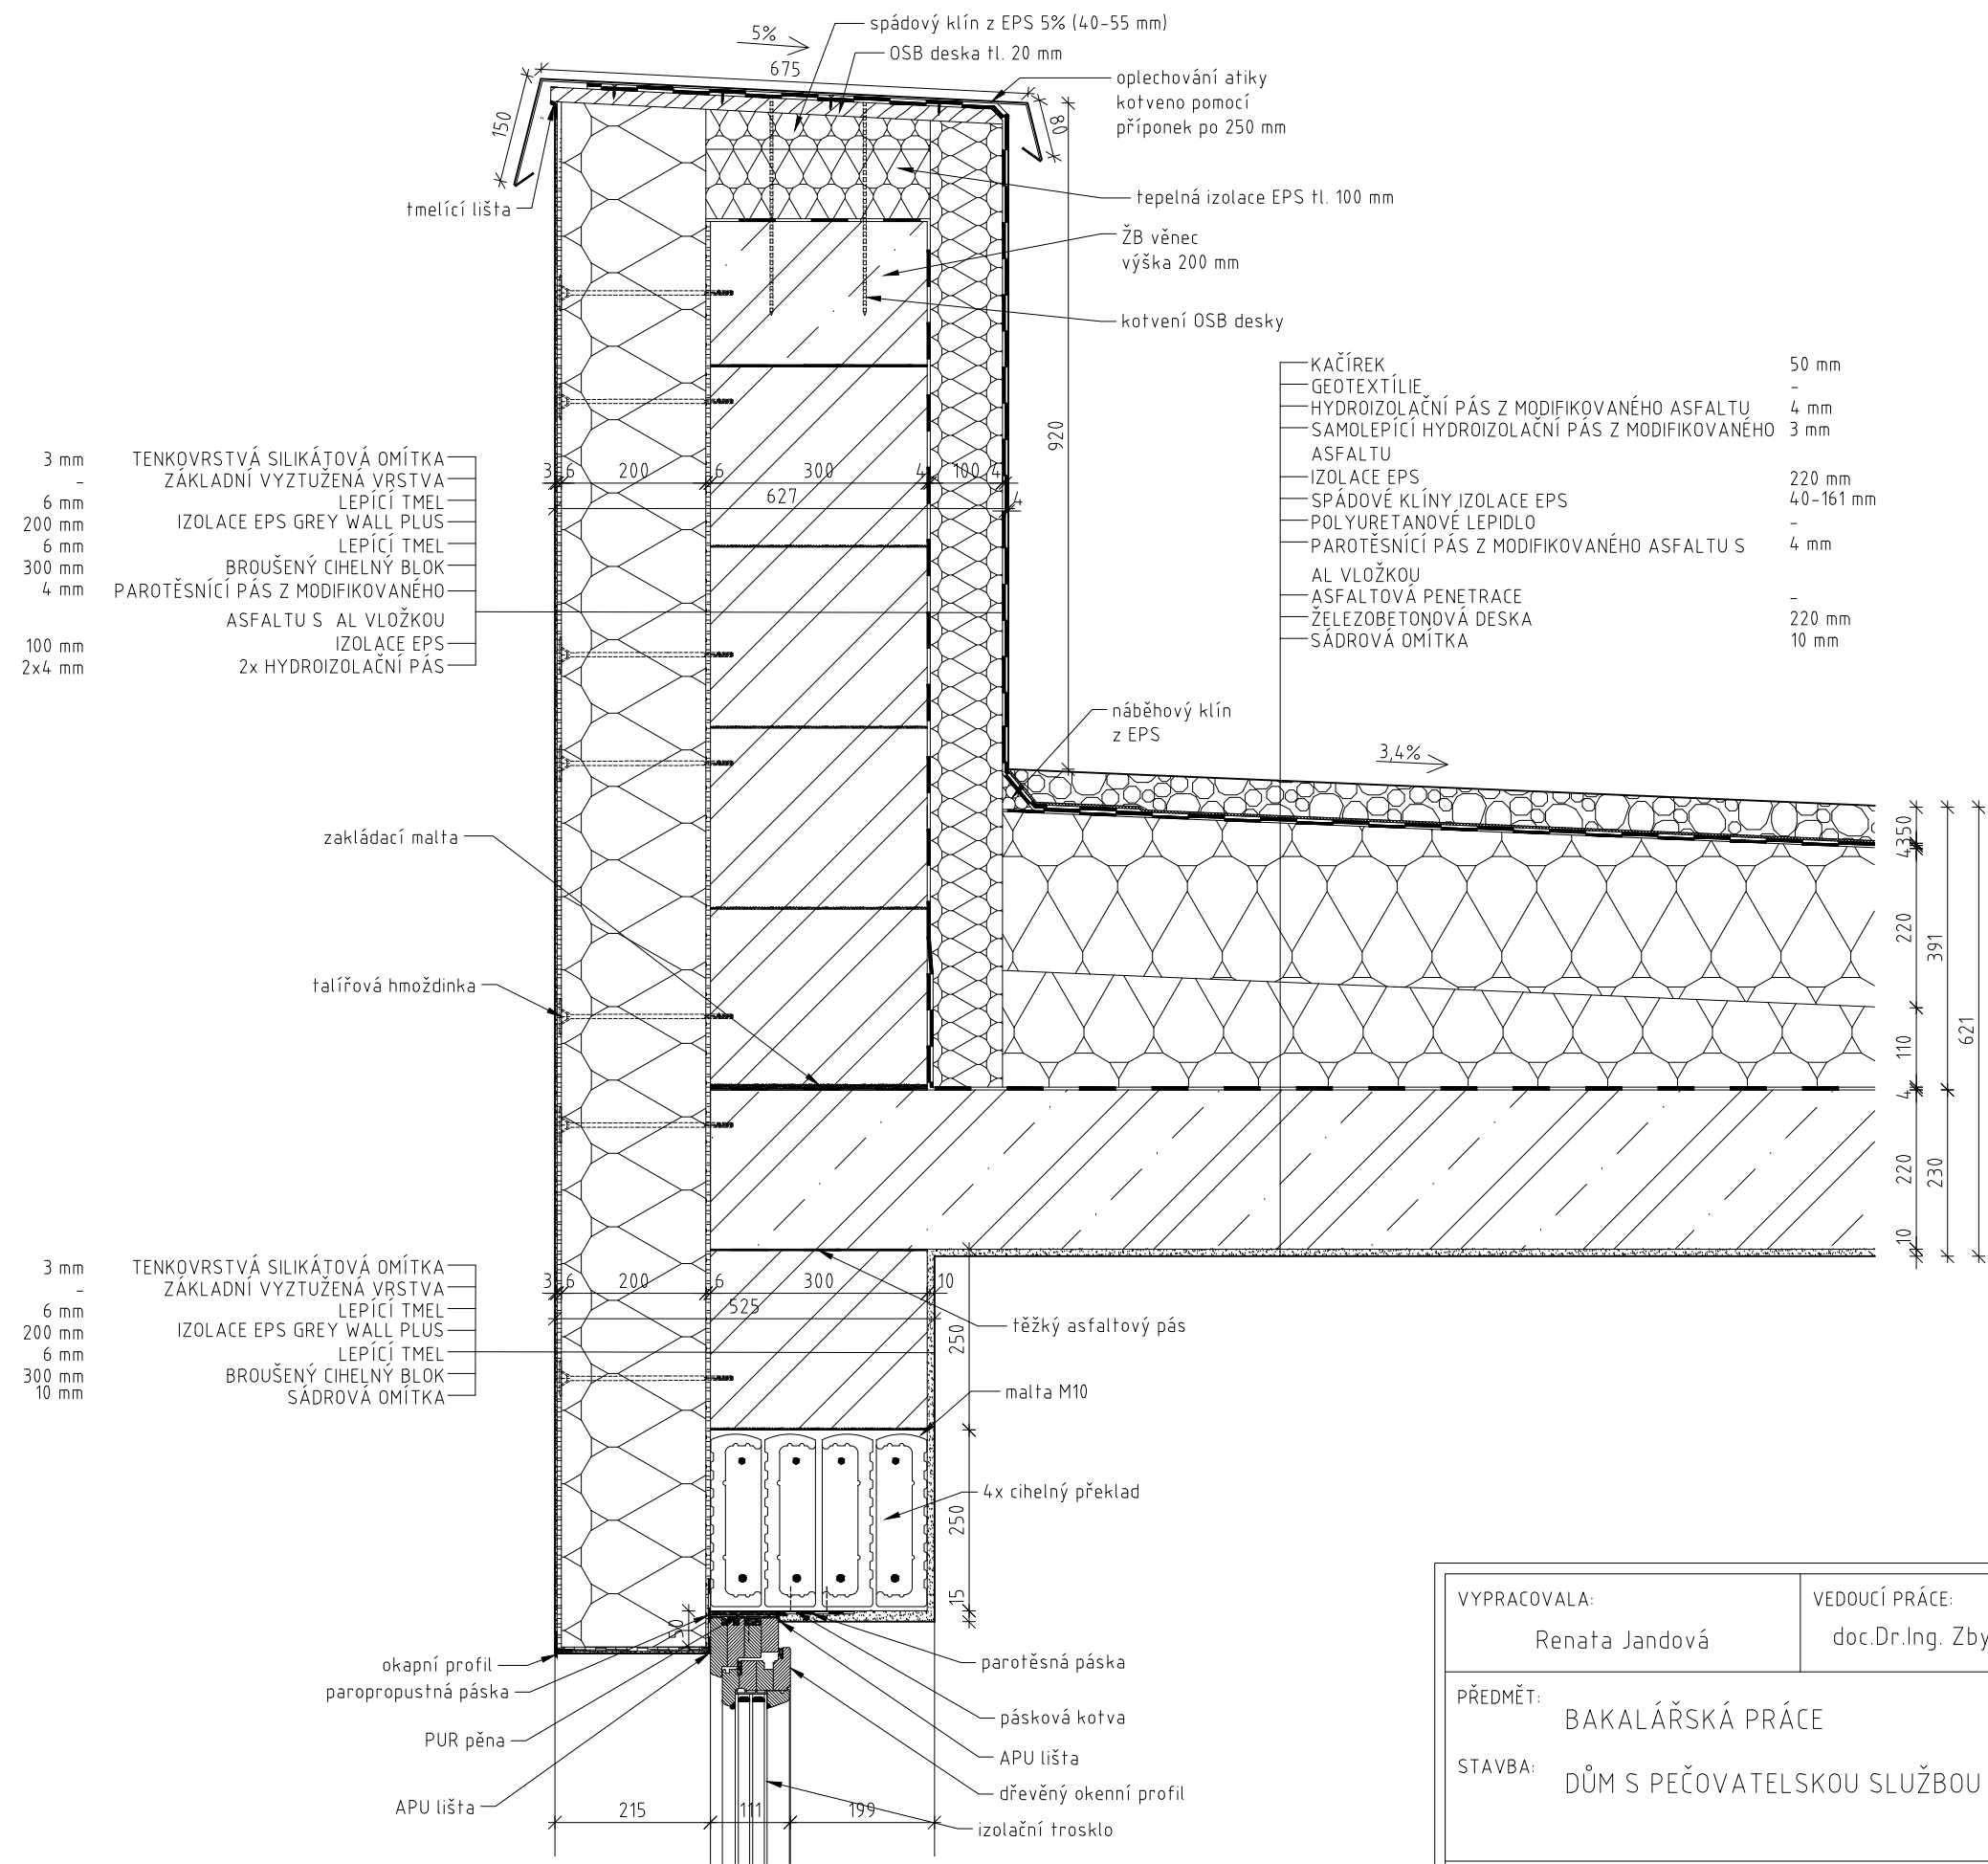 spádový klín z EPS 5% (40-55 mm)
5%
OSB deska tl. 20 mm
675
oplechování atiky
kotveno pomocí
příponek po 250 mm
150
80
tmelící lišta
tepelná izolace EPS tl. 100 mm
ŽB věnec
výška 200 mm
kotvení OSB desky
920
KAČÍREK 50 mm
GEOTEXTÍLIE -
HYDROIZOLAČNÍ PÁS Z MODIFIKOVANÉHO ASFALTU 4 mm
SAMOLEPÍCÍ HYDROIZOLAČNÍ PÁS Z MODIFIKOVANÉHO 3 mm
ASFALTU
IZOLACE EPS 220 mm
SPÁDOVÉ KLÍNY IZOLACE EPS 40-161 mm
POLYURETANOVÉ LEPIDLO -
PAROTĚSNÍCÍ PÁS Z MODIFIKOVANÉHO ASFALTU S 4 mm
AL VLOŽKOU
ASFALTOVÁ PENETRACE -
ŽELEZOBETONOVÁ DESKA 220 mm
SÁDROVÁ OMÍTKA 10 mm
3 mm TENKOVRSTVÁ SILIKÁTOVÁ OMÍTKA
- ZÁKLADNÍ VYZTUŽENÁ VRSTVA
6 mm LEPÍCÍ TMEL
200 mm IZOLACE EPS GREY WALL PLUS
6 mm LEPÍCÍ TMEL
300 mm BROUŠENÝ CIHELNÝ BLOK
4 mm PAROTĚSNÍCÍ PÁS Z MODIFIKOVANÉHO
ASFALTU S AL VLOŽKOU
100 mm IZOLACE EPS
2x4 mm 2x HYDROIZOLAČNÍ PÁS
3 6 200 6 300 4 100 4
627 4
náběhový klín
z EPS
3,4%
zakládací malta
talířová hmoždinka
50
3
4
220
391
110
4
621
220
230
10
3 mm TENKOVRSTVÁ SILIKÁTOVÁ OMÍTKA
- ZÁKLADNÍ VYZTUŽENÁ VRSTVA
6 mm LEPÍCÍ TMEL
200 mm IZOLACE EPS GREY WALL PLUS
6 mm LEPÍCÍ TMEL
300 mm BROUŠENÝ CIHELNÝ BLOK
10 mm SÁDROVÁ OMÍTKA
3 6 200 6 300 10
525
250
těžký asfaltový pás
malta M10
4x cihelný překlad
250
15
50
okapní profil
paropropustná páska
PUR pěna
APU lišta
parotěsná páska
pásková kotva
APU lišta
dřevěný okenní profil
izolační trosklo
215 111 199
VYPRACOVALA:
Renata Jandová
VEDOUCÍ PRÁCE:
doc.Dr.Ing. Zby
PŘEDMĚT:
BAKALÁŘSKÁ PRÁCE
STAVBA:
DŮM S PEČOVATELSKOU SLUŽBOU